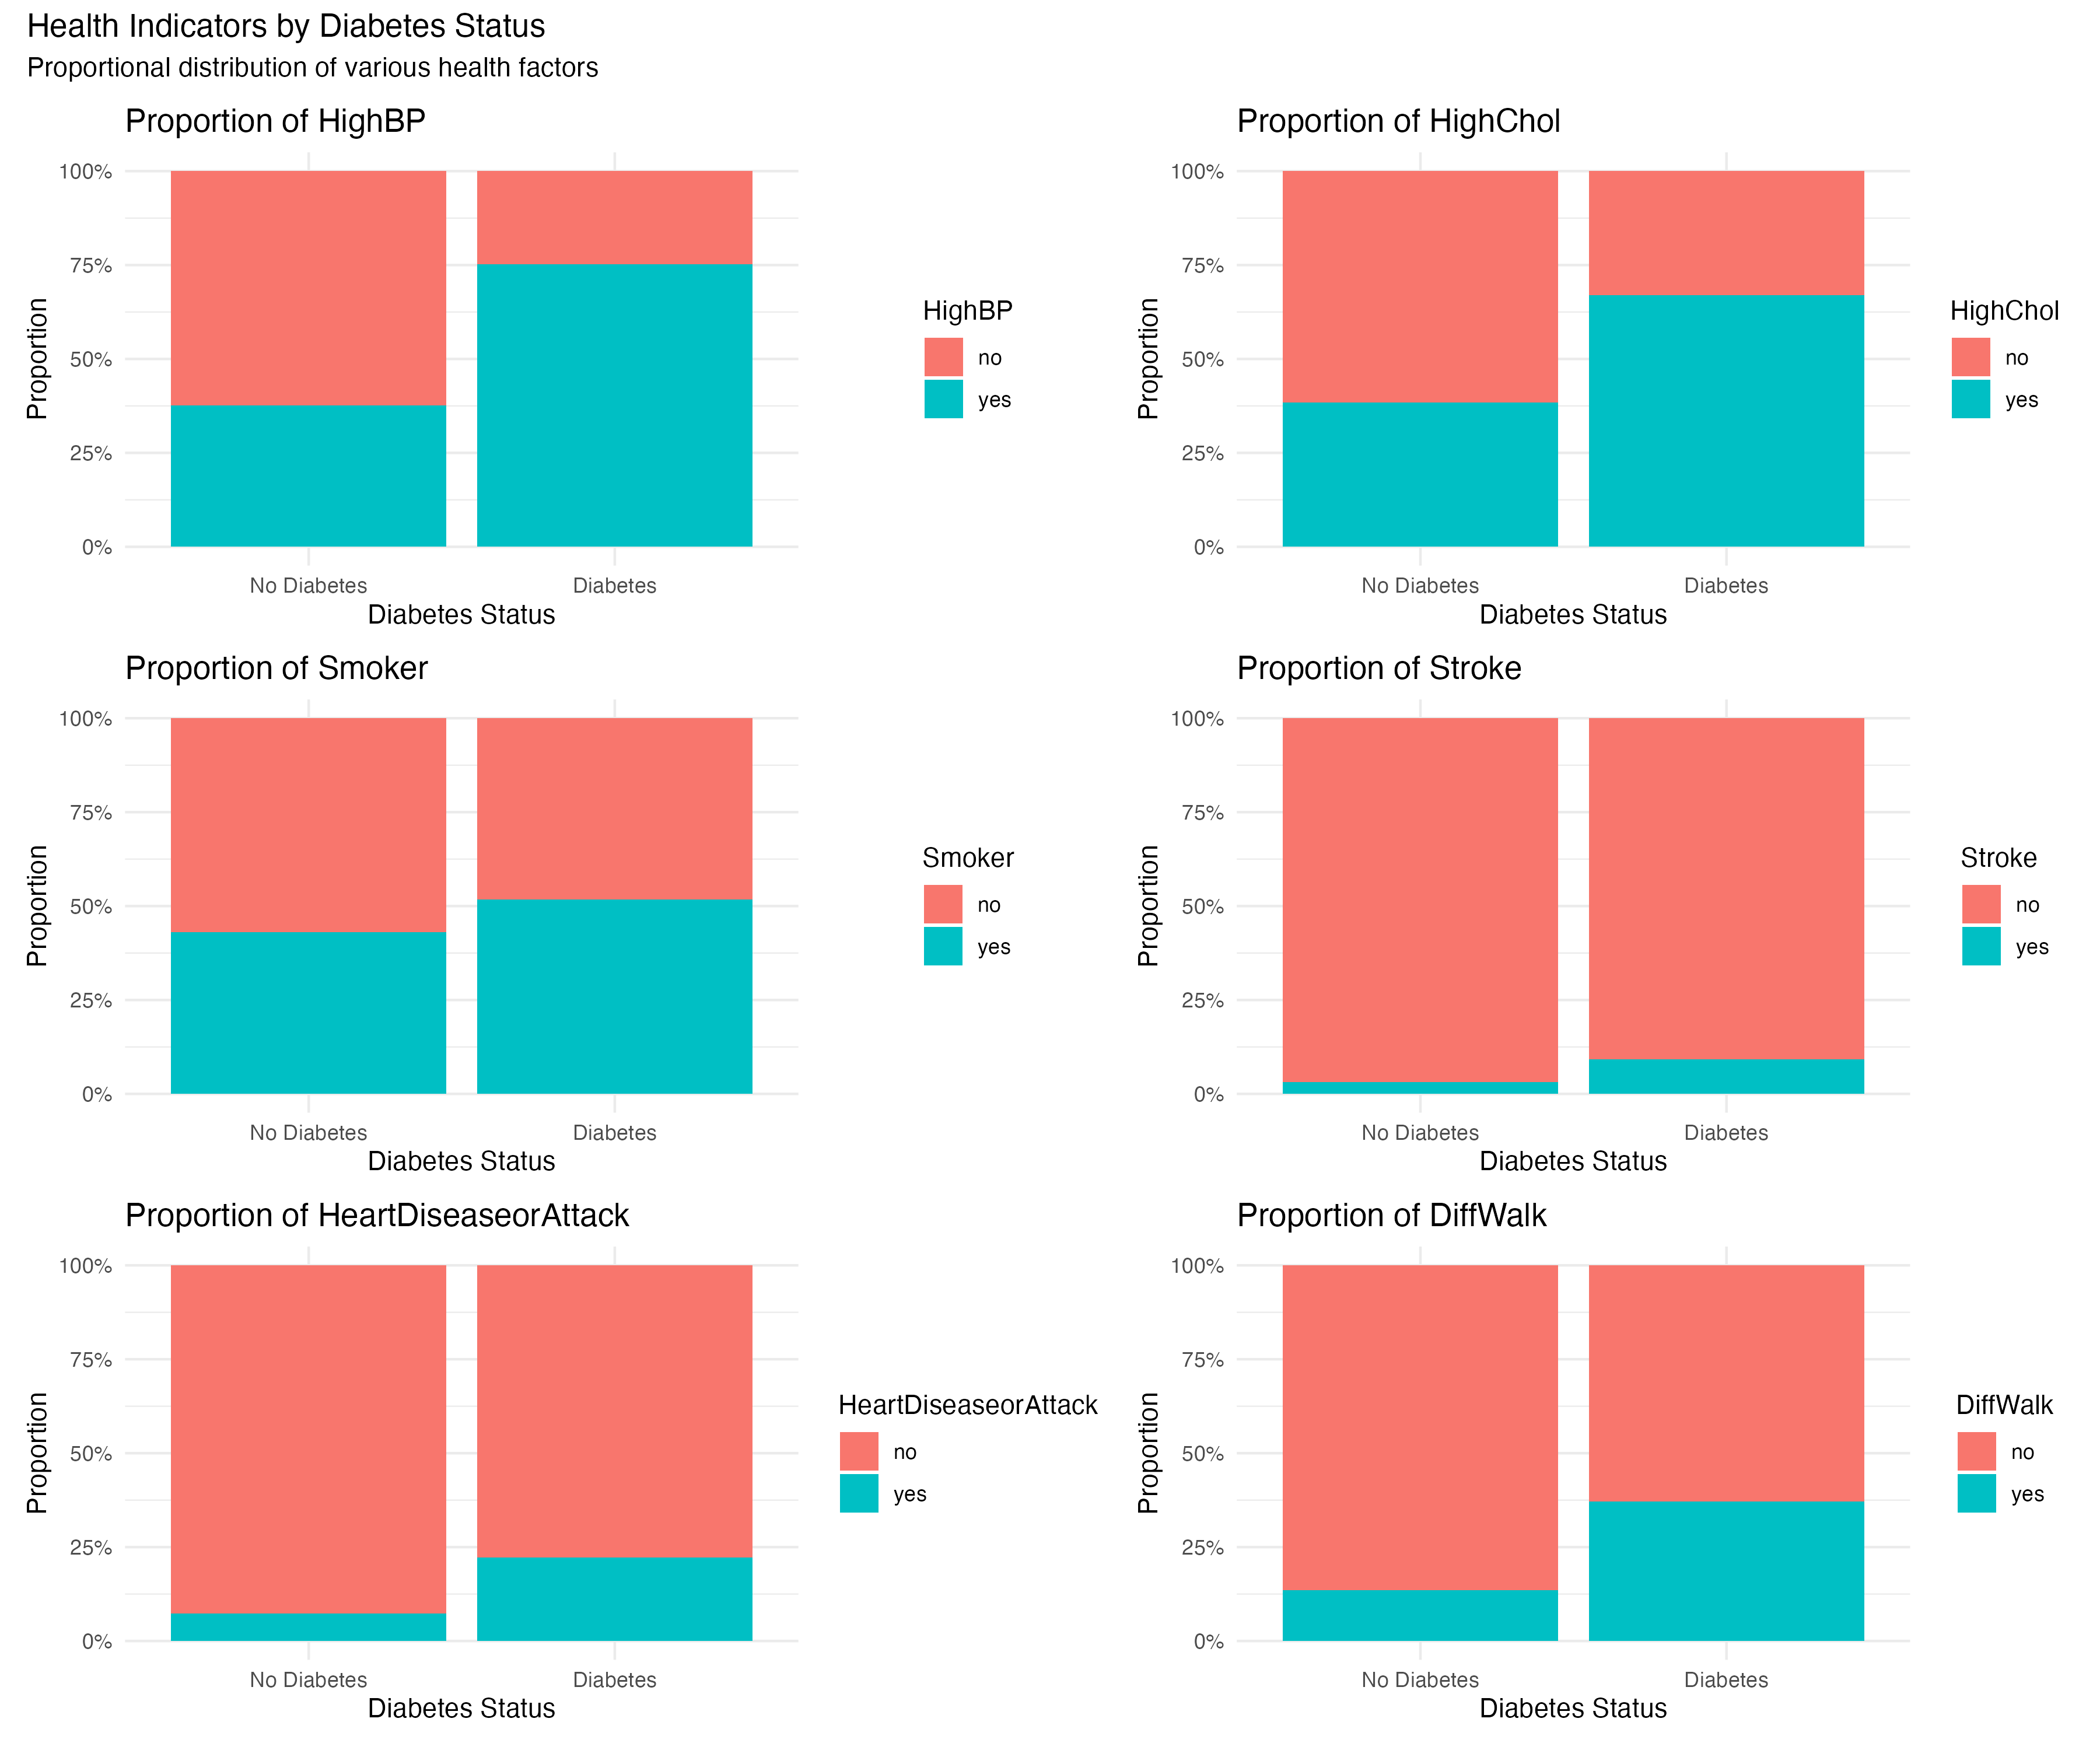 Health Indicators by Diabetes Status
Proportional distribution of various health factors
Proportion of HighBP
100%
75%
50%
25%
0%
Proportion
No Diabetes
Diabetes
Diabetes Status
HighBP
no
yes
Proportion of HighChol
100%
75%
50%
25%
0%
Proportion
No Diabetes
Diabetes
Diabetes Status
HighChol
no
yes
Proportion of Smoker
100%
75%
50%
25%
0%
Proportion
No Diabetes
Diabetes
Diabetes Status
Smoker
no
yes
Proportion of Stroke
100%
75%
50%
25%
0%
Proportion
No Diabetes
Diabetes
Diabetes Status
Stroke
no
yes
Proportion of HeartDiseaseorAttack
100%
75%
50%
25%
0%
Proportion
No Diabetes
Diabetes
Diabetes Status
HeartDiseaseorAttack
no
yes
Proportion of DiffWalk
100%
75%
50%
25%
0%
Proportion
No Diabetes
Diabetes
Diabetes Status
DiffWalk
no
yes